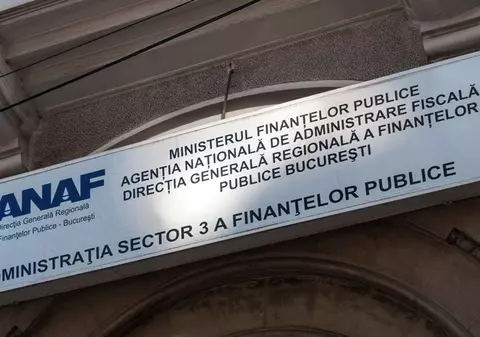 MINISTERUL FINANȚELOR PUBLICE
AGENȚIA NAȚIONALĂ DE ADMINISTRARE FISCALĂ
DIRECȚIA GENERALĂ REGIONALĂ A FINANȚELOR
PUBLICE BUCUREȘTI
ANAF
Direcția Generală Regională
Finanțelor Publice - București
DMINISTRAȚIA SECTOR 3 A FINANȚELOR PUBLICE